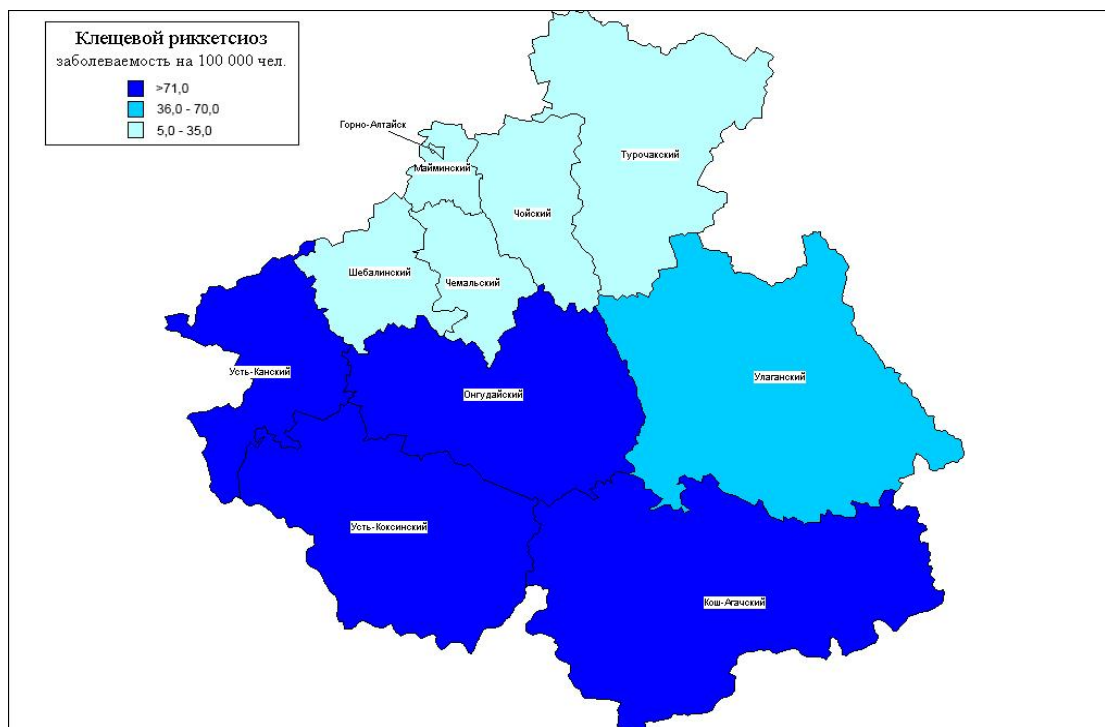 Клещевой риккетсиоз
заболеваемость на 100 000 чел.
>71,0
36,0 - 70,0
5,0 - 35,0
Горно-Алтайск
Майминский
Турочакский
Чойский
Шебалинский
Чемальский
Усть-Канский
Онгудайский
Улаганский
Усть-Коксинский
Кош-Агачский